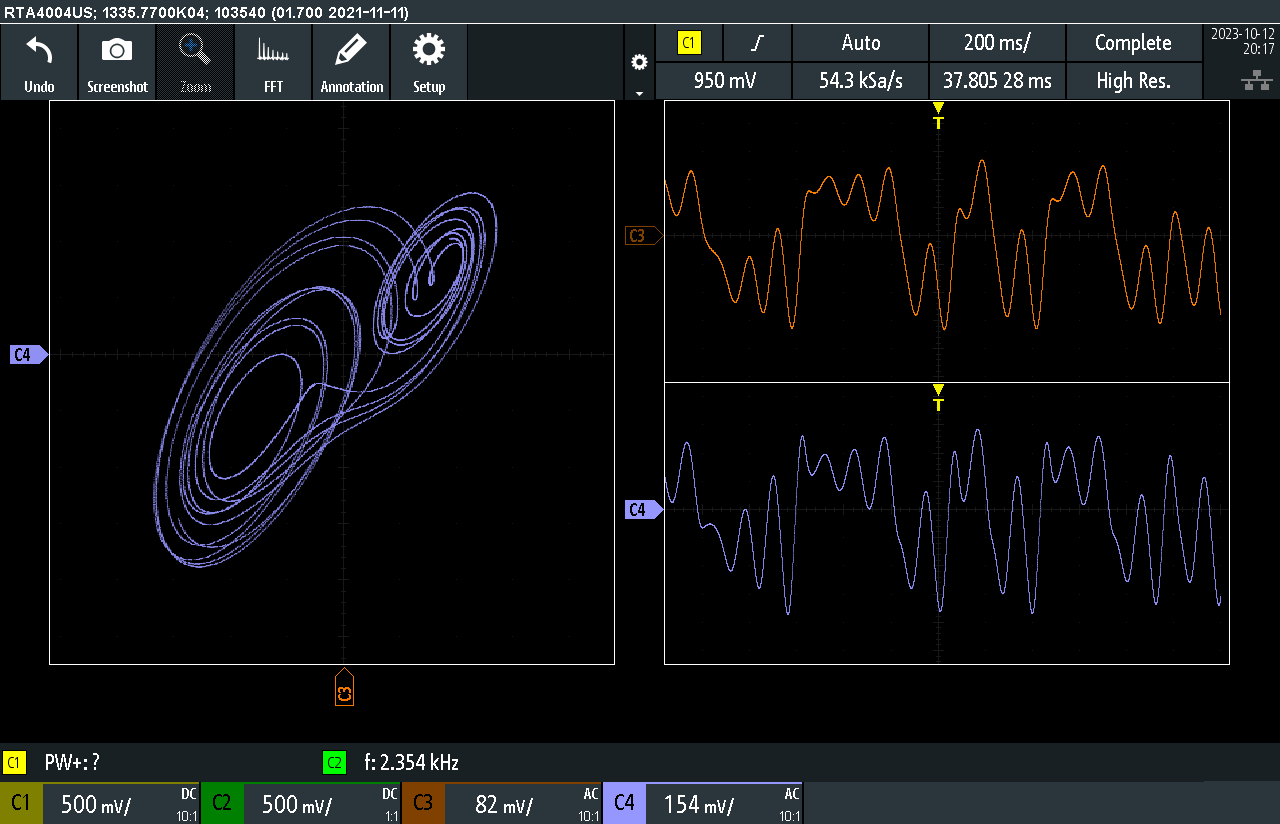 RTA4004US; 1335.7700K04; 103540 (01.700 2021-11-11)
Undo
Screenshot
Zoom
FFT
Annotation
Setup
C1
Auto
200 ms/
Complete
2023-10-12
20:17
950 mV
54.3 kSa/s
37.805 28 ms
High Res.
T
C3
C4
T
C4
C3
C1 PW+: ?
C2 f: 2.354 kHz
C1 500 mV/ DC 10:1
C2 500 mV/ DC 1:1
C3 82 mV/ AC 10:1
C4 154 mV/ AC 10:1